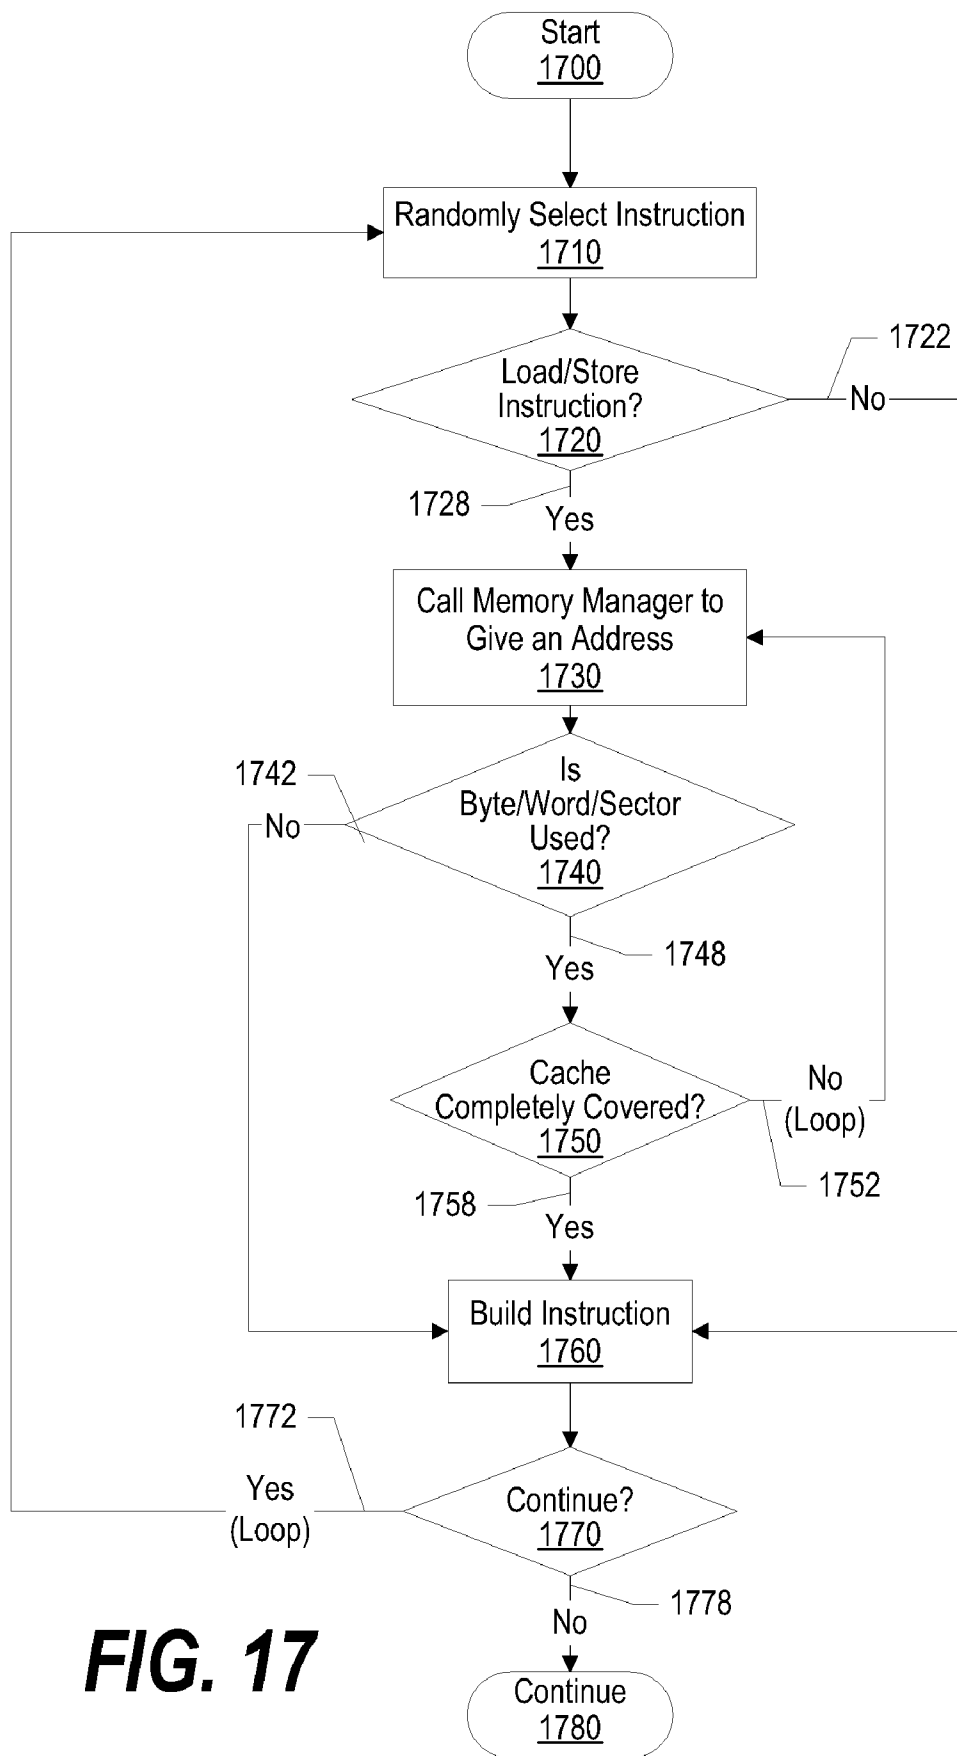 Start
1700
Randomly Select Instruction
1710
1722
Load/Store
Instruction?
1720
No
1728
Yes
Call Memory Manager to
Give an Address
1730
1742
Is
Byte/Word/Sector
Used?
1740
No
1748
Yes
Cache
Completely Covered?
1750
No
(Loop)
1752
1758
Yes
Build Instruction
1760
1772
Yes
(Loop)
Continue?
1770
1778
No
FIG. 17
Continue
1780